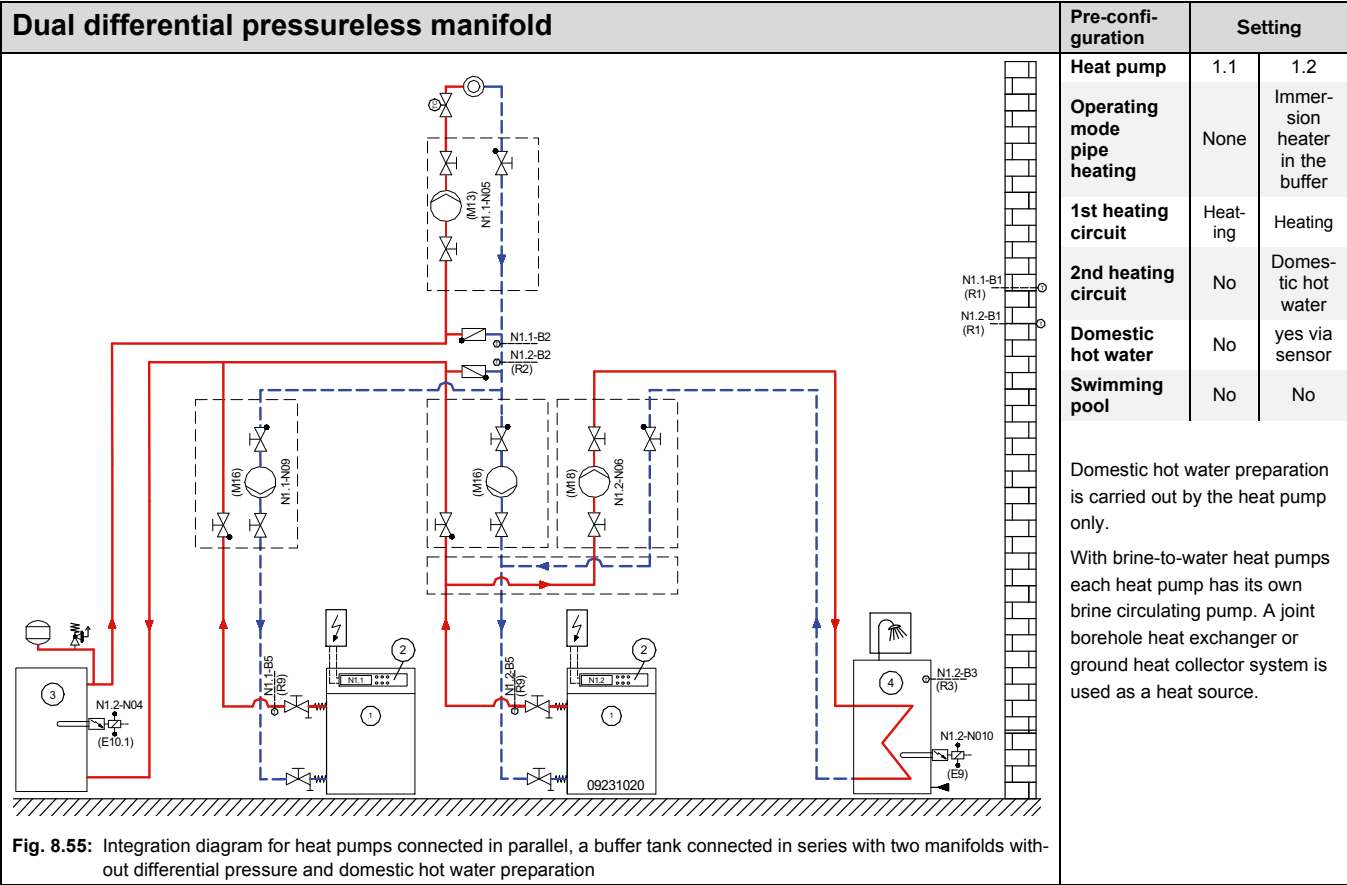 Dual differential pressureless manifold
Pre-confi-
guration
Setting
Heat pump 1.1 1.2
Operating
mode
pipe
heating
None
Immer-
sion
heater
in the
buffer
1st heating
circuit
Heat-
ing
Heating
2nd heating
circuit
No
Domes-
tic hot
water
Domestic
hot water
No
yes via
sensor
Swimming
pool
No
No
Domestic hot water preparation
is carried out by the heat pump
only.
With brine-to-water heat pumps
each heat pump has its own
brine circulating pump. A joint
borehole heat exchanger or
ground heat collector system is
used as a heat source.
(M13)
N1.1-N05
N1.1-B1
(R1)
N1.2-B1
(R1)
T
T
N1.1-B2
N1.2-B2
(R2)
(M16)
N1.1-N09
(M16)
(M18)
N1.2-N06
3
N1.2-N04
(E10.1)
N1.1-B5
(R9)
N1.1
2
1
N1.2-B5
(R9)
N1.2
2
1
09231020
4
N1.2-B3
(R3)
N1.2-N010
(E9)
Fig. 8.55: Integration diagram for heat pumps connected in parallel, a buffer tank connected in series with two manifolds with-
out differential pressure and domestic hot water preparation